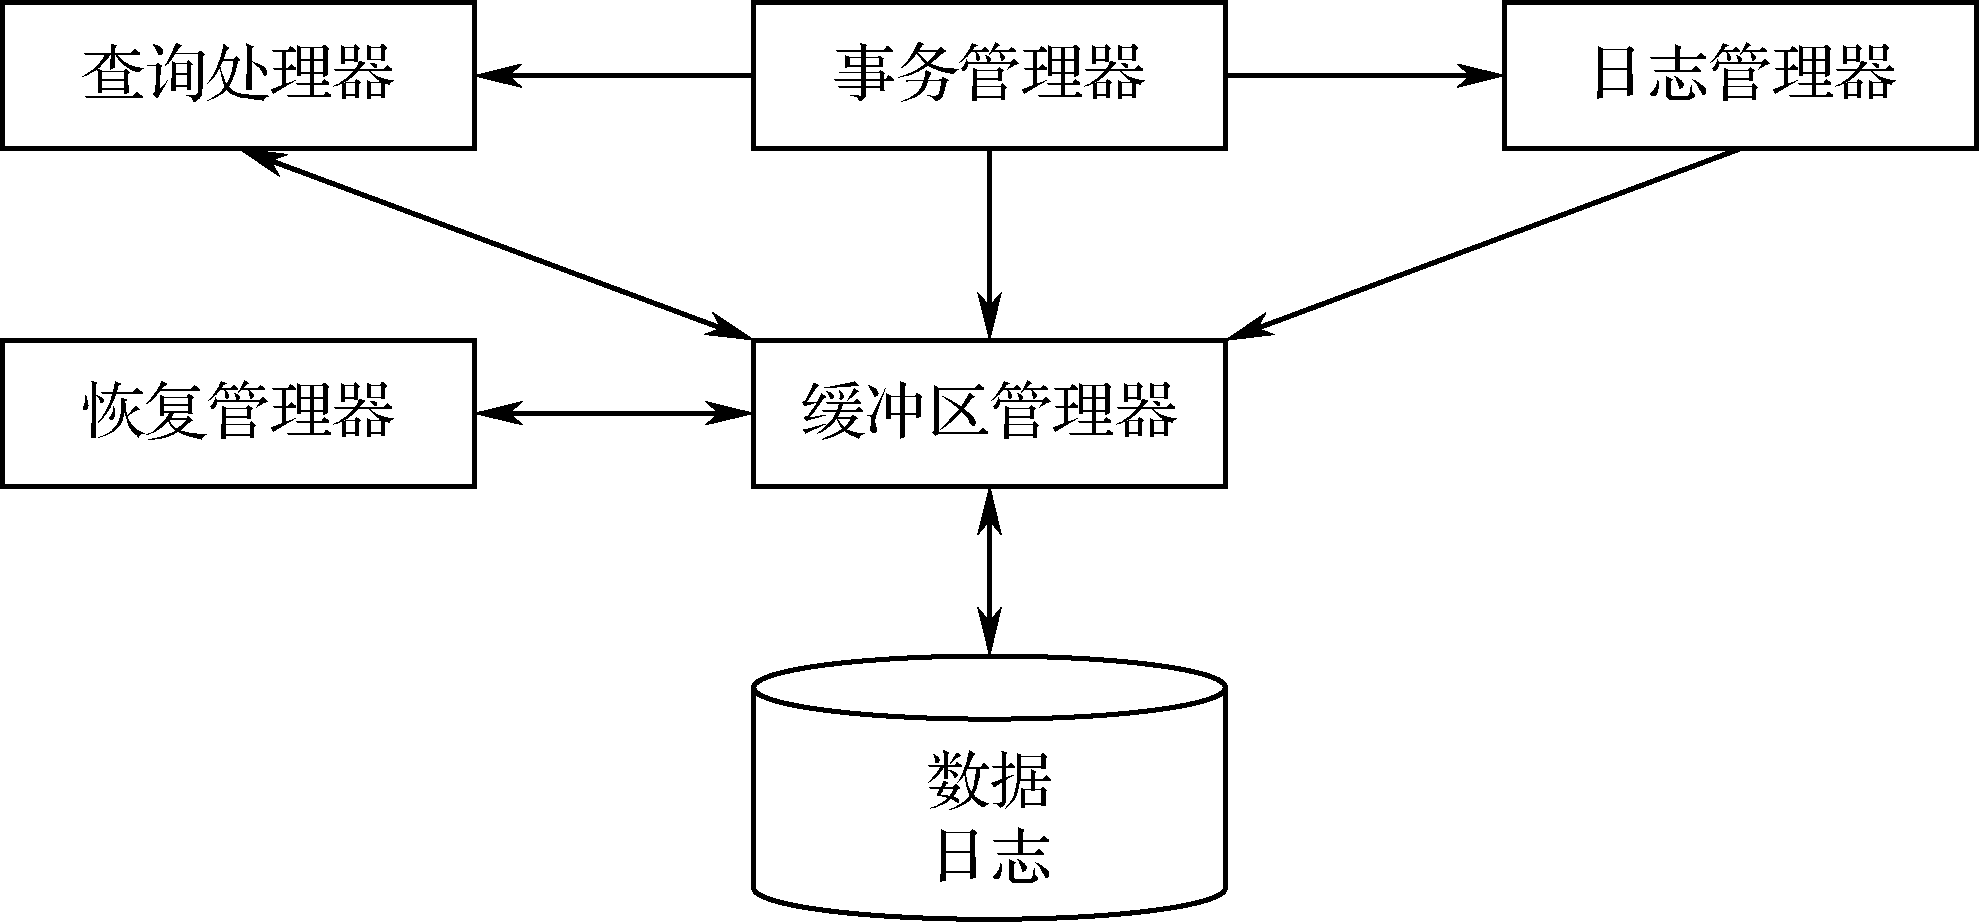 查询处理器
事务管理器
日志管理器
恢复管理器
缓冲区管理器
数据
日志